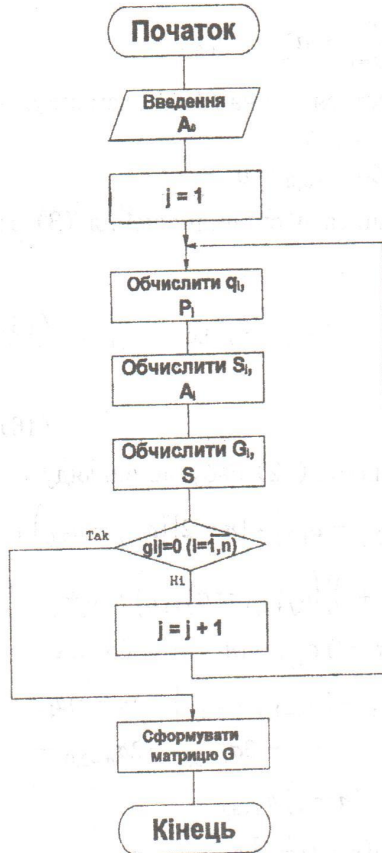 Початок
Введення
A₀
j = 1
Обчислити qⱼ,
Pⱼ
Обчислити Sⱼ,
Aⱼ
Обчислити Gⱼ,
S
Так
gij=0 (i=1,n)
Ні
j = j + 1
Сформувати
матрицю G
Кінець